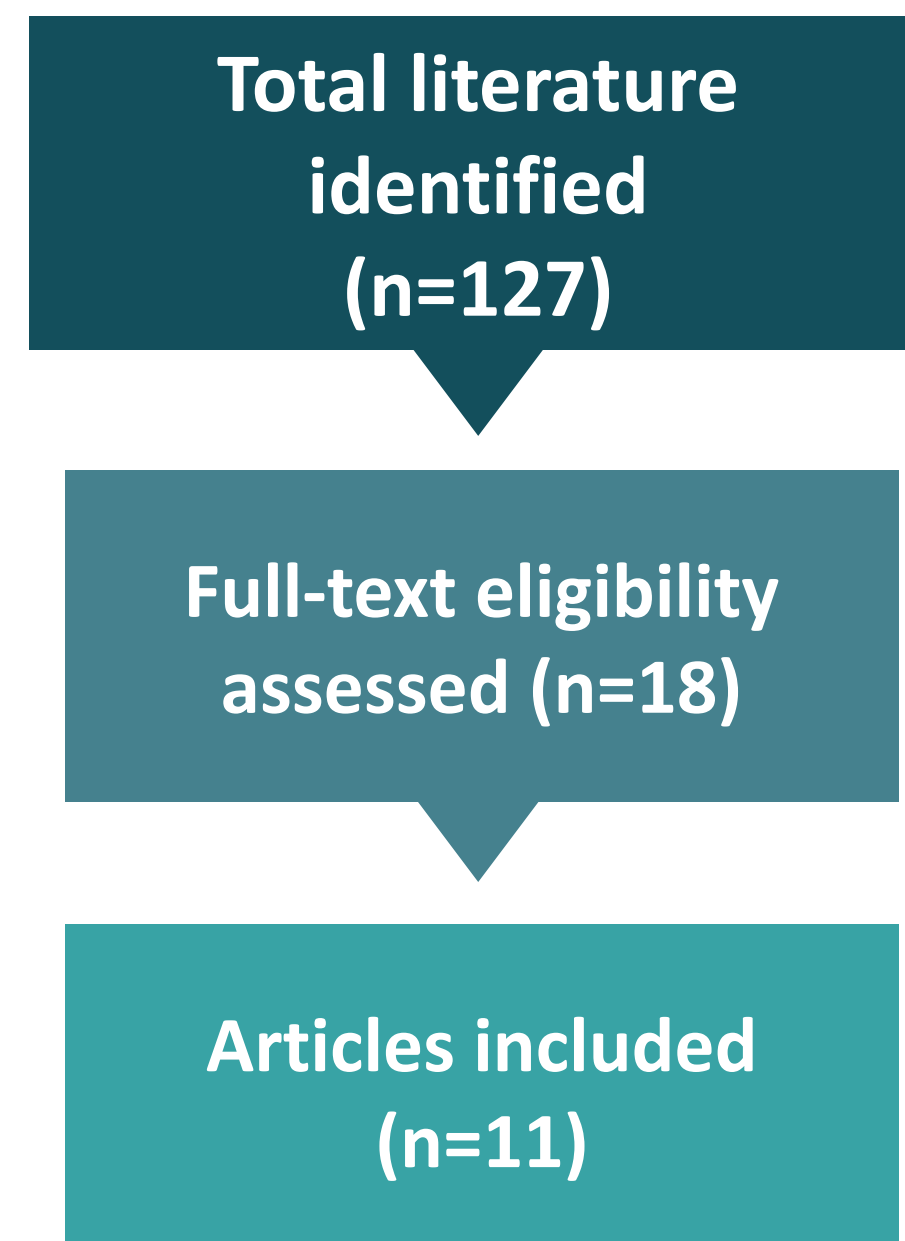 Total literature
identified
(n=127)
Full-text eligibility
assessed (n=18)
Articles included
(n=11)